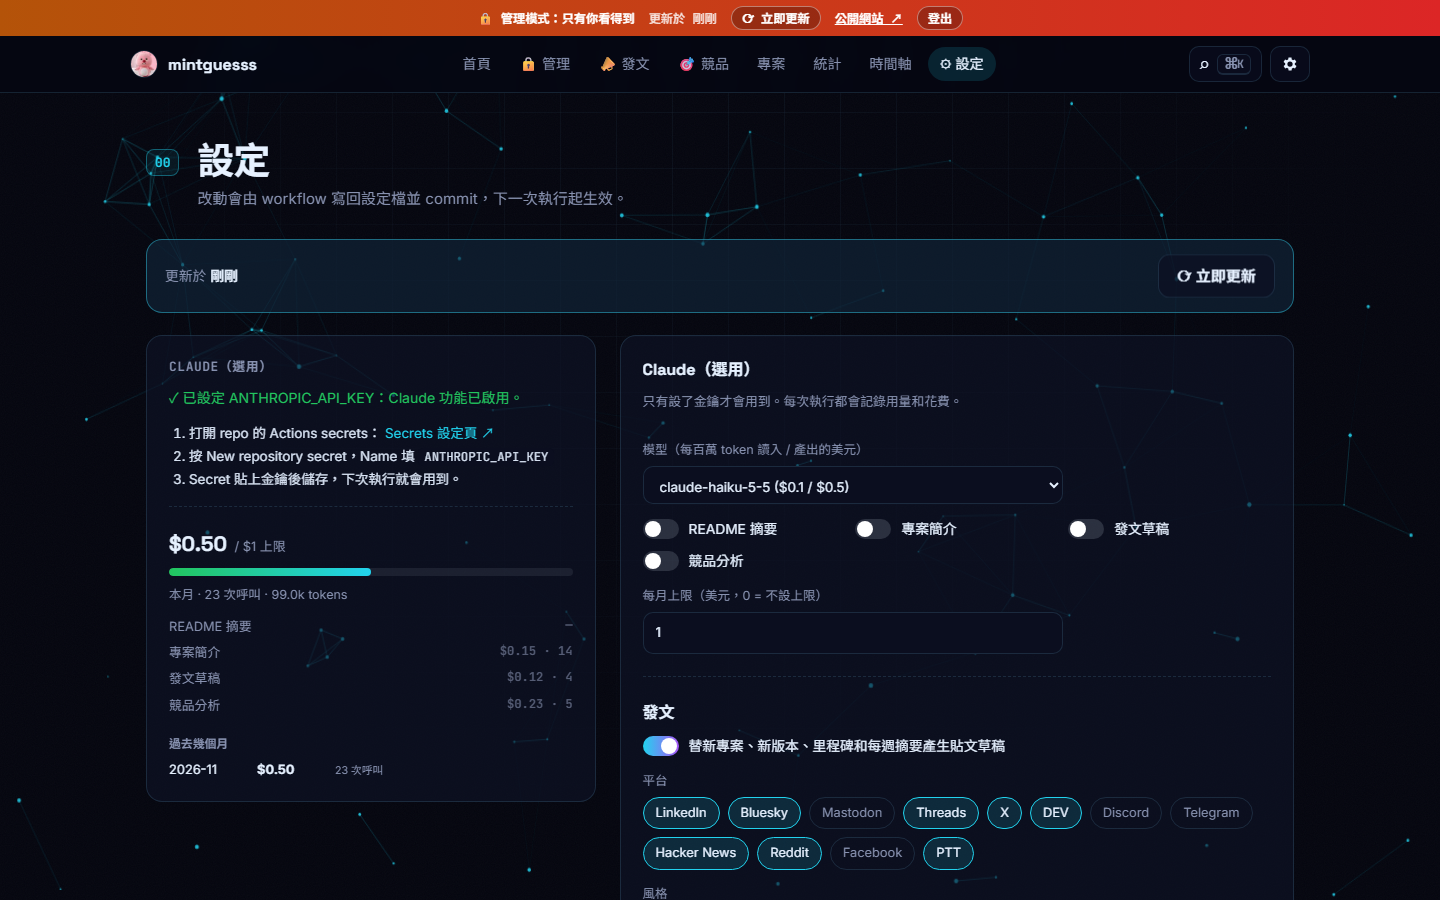 管理模式：只有你看得到 更新於 剛剛 立即更新 公開網站 ↗ 登出
mintguesss 首頁 管理 發文 競品 專案 統計 時間軸 設定 ⌘K
00 設定
改動會由 workflow 寫回設定檔並 commit，下一次執行起生效。
更新於 剛剛 立即更新
CLAUDE（選用）
✓ 已設定 ANTHROPIC_API_KEY：Claude 功能已啟用。
1. 打開 repo 的 Actions secrets： Secrets 設定頁 ↗
2. 按 New repository secret，Name 填 ANTHROPIC_API_KEY
3. Secret 貼上金鑰後儲存，下次執行就會用到。
$0.50 / $1 上限
本月 · 23 次呼叫 · 99.0k tokens
README 摘要 —
專案簡介 $0.15 · 14
發文草稿 $0.12 · 4
競品分析 $0.23 · 5
過去幾個月
2026-11 $0.50 23 次呼叫
Claude（選用）
只有設了金鑰才會用到。每次執行都會記錄用量和花費。
模型（每百萬 token 讀入 / 產出的美元）
claude-haiku-5-5 ($0.1 / $0.5)
README 摘要 專案簡介 發文草稿
競品分析
每月上限（美元，0 = 不設上限）
1
發文
替新專案、新版本、里程碑和每週摘要產生貼文草稿
平台
LinkedIn Bluesky Mastodon Threads X DEV Discord Telegram
Hacker News Reddit Facebook PTT
風格